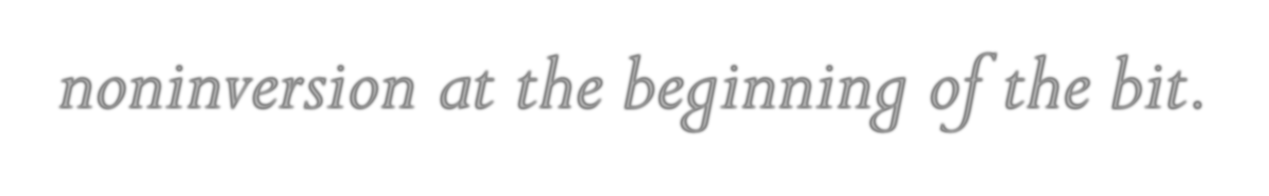 noninversion at the beginning of the bit.